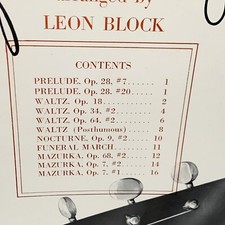 arranged by
LEON BLOCK
CONTENTS
PRELUDE, Op. 28, #7 ...... 1
PRELUDE, Op. 28, #20 ..... 1
WALTZ, Op. 18 ............ 2
WALTZ, Op. 34, #2 ........ 4
WALTZ, Op. 64, #2 ........ 6
WALTZ (Posthumous) ....... 8
NOCTURNE, Op. 9, #2 ...... 10
FUNERAL MARCH ............ 11
MAZURKA, Op. 68, #2 ...... 12
MAZURKA, Op. 7, #2 ....... 14
MAZURKA, Op. 7, #1 ....... 16